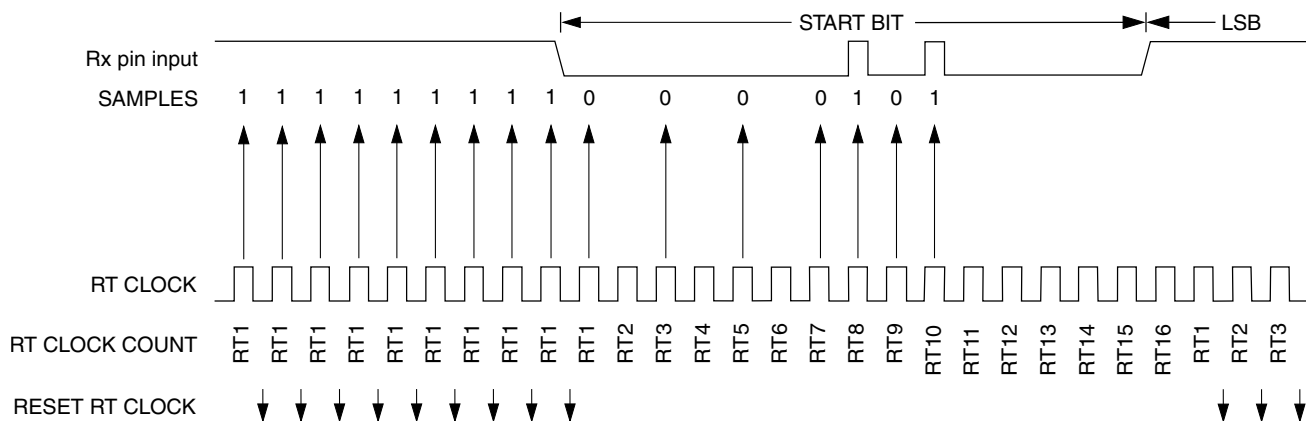 START BIT LSB
Rx pin input
SAMPLES 1 1 1 1 1 1 1 1 1 0 0 0 0 1 0 1
RT CLOCK
RT CLOCK COUNT RT1 RT1 RT1 RT1 RT1 RT1 RT1 RT1 RT1 RT1 RT2 RT3 RT4 RT5 RT6 RT7 RT8 RT9 RT10 RT11 RT12 RT13 RT14 RT15 RT16 RT1 RT2 RT3
RESET RT CLOCK